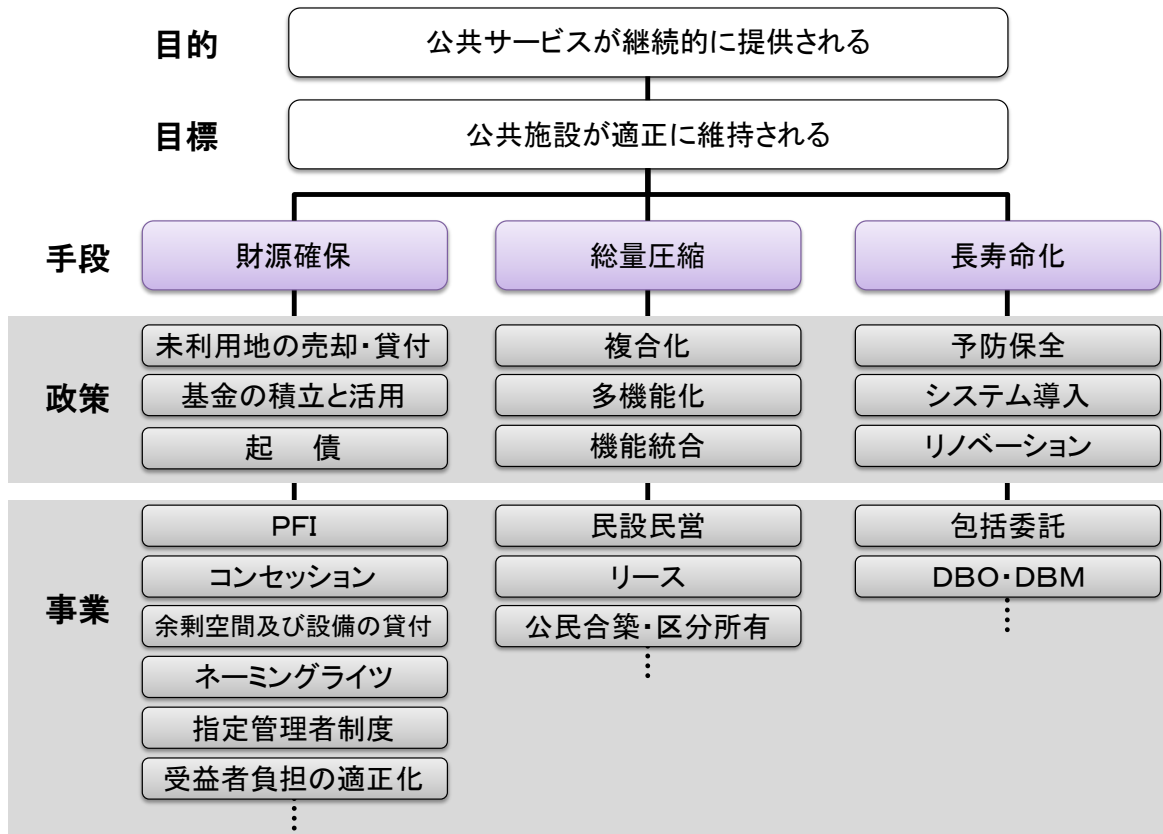 目的
公共サービスが継続的に提供される
目標
公共施設が適正に維持される
手段
財源確保
総量圧縮
長寿命化
政策
未利用地の売却・貸付
基金の積立と活用
起　債
複合化
多機能化
機能統合
予防保全
システム導入
リノベーション
事業
PFI
コンセッション
余剰空間及び設備の貸付
ネーミングライツ
指定管理者制度
受益者負担の適正化
民設民営
リース
公民合築・区分所有
包括委託
DBO・DBM